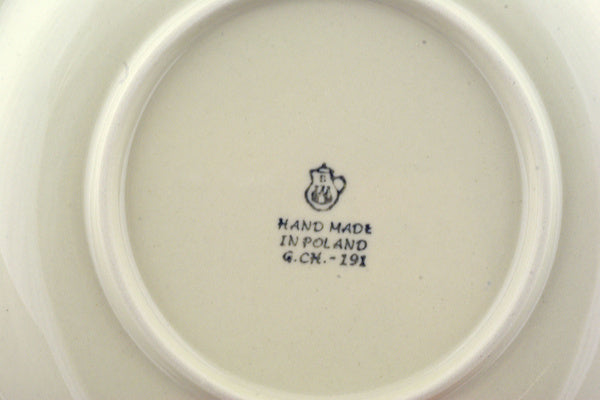 B
HAND MADE
IN POLAND
G.CH.-191